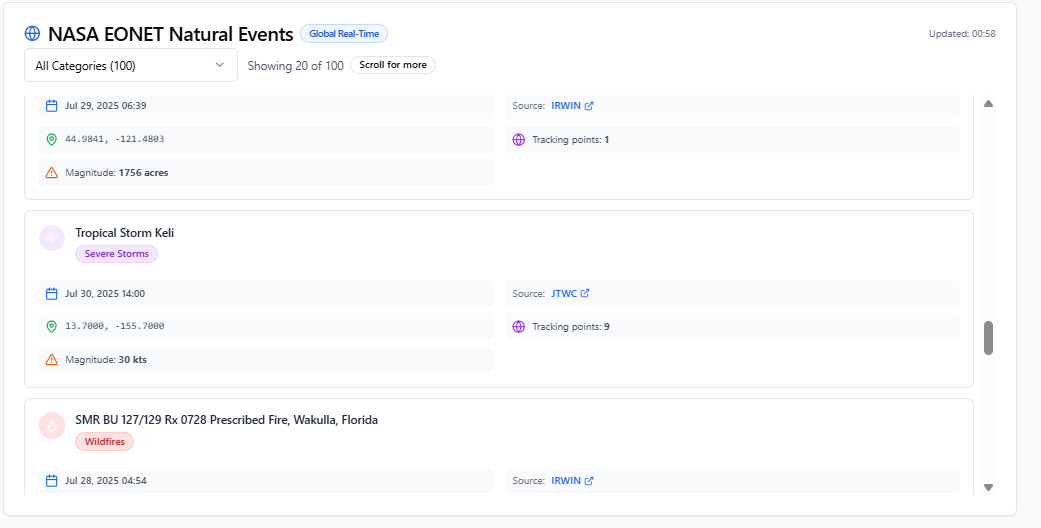 NASA EONET Natural Events Global Real-Time Updated: 00:58
All Categories (100) Showing 20 of 100 Scroll for more
Jul 29, 2025 06:39 Source: IRWIN
44.9841, -121.4803 Tracking points: 1
Magnitude: 1756 acres
Tropical Storm Keli
Severe Storms
Jul 30, 2025 14:00 Source: JTWC
13.7000, -155.7000 Tracking points: 9
Magnitude: 30 kts
SMR BU 127/129 Rx 0728 Prescribed Fire, Wakulla, Florida
Wildfires
Jul 28, 2025 04:54 Source: IRWIN